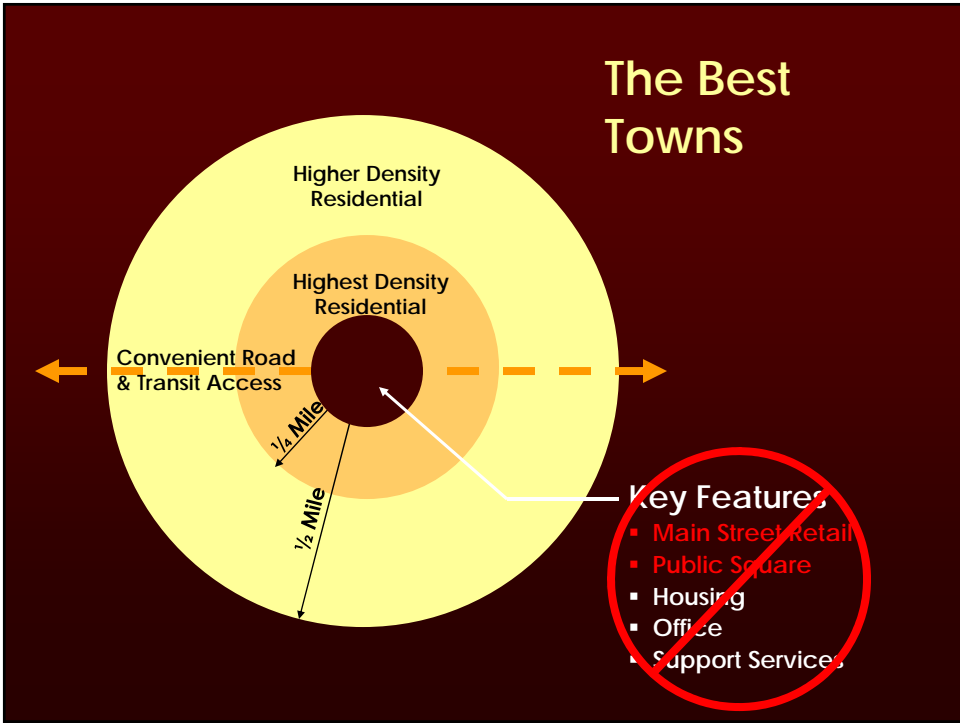 The Best
Towns
Higher Density
Residential
Highest Density
Residential
Convenient Road
& Transit Access
¼ Mile
½ Mile
Key Features
▪ Main Street Retail
▪ Public Square
▪ Housing
▪ Office
▪ Support Services